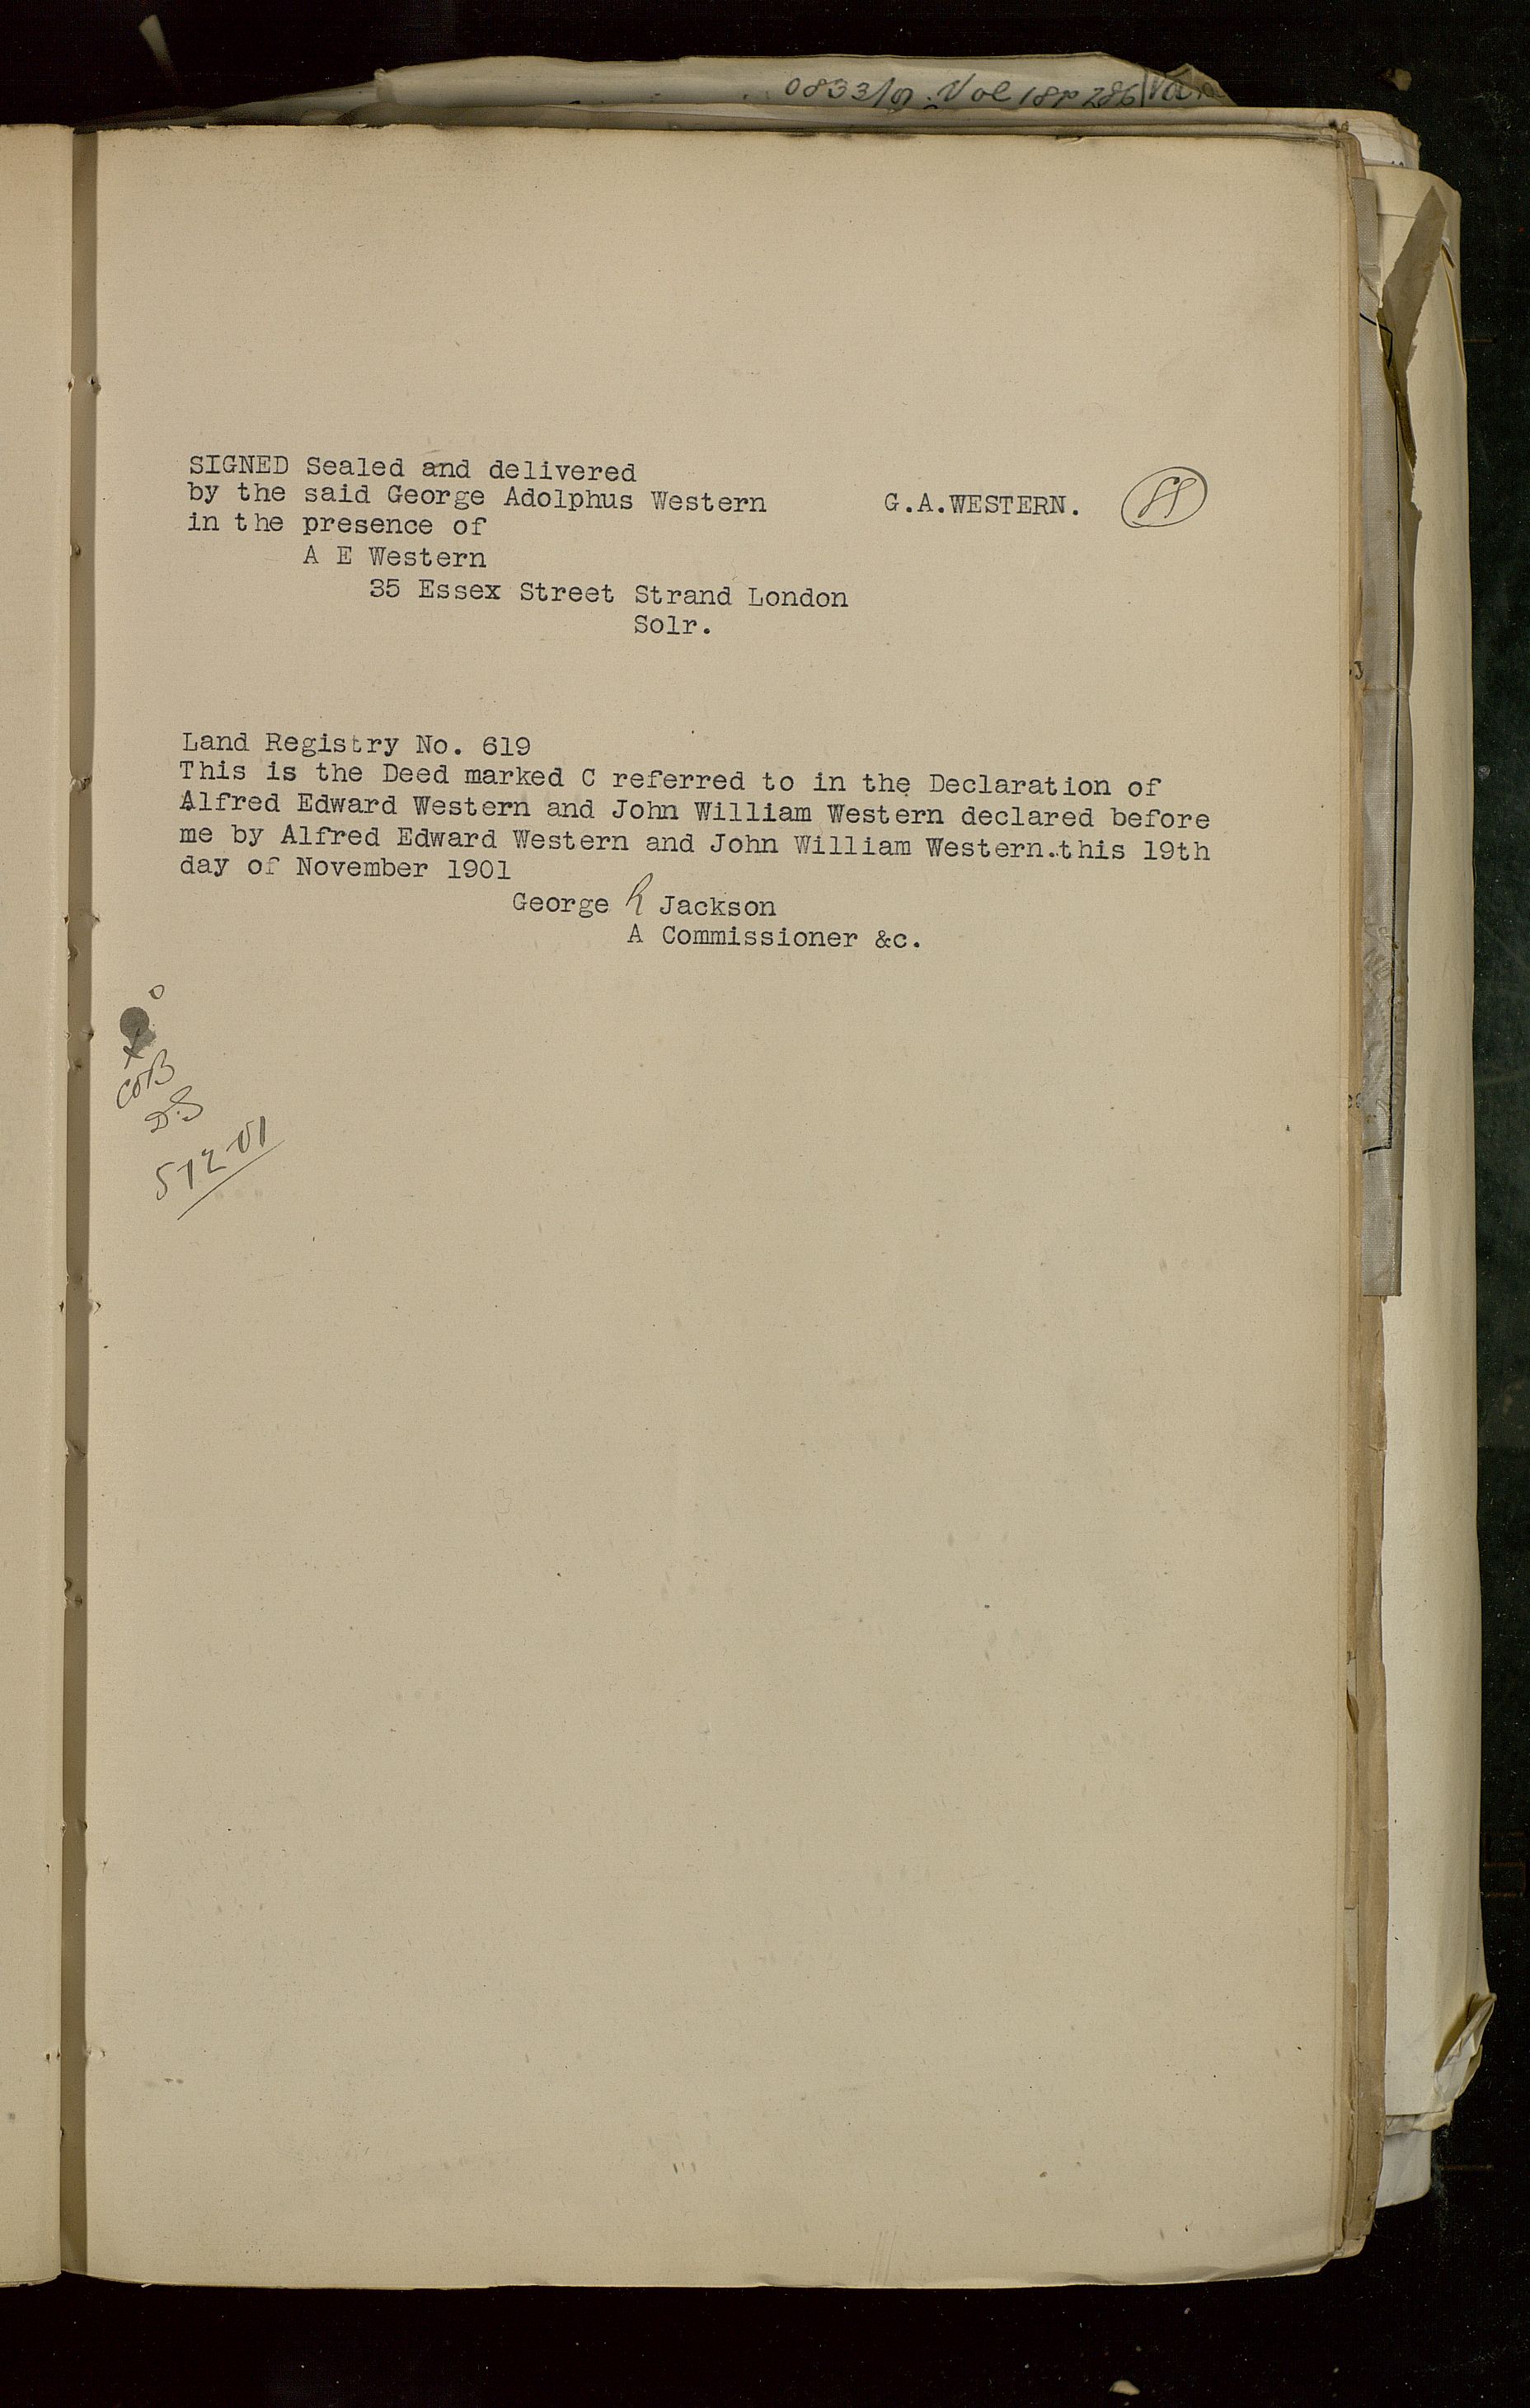 0833/01 Vol 18 p 286
SIGNED Sealed and delivered
by the said George Adolphus Western G.A.WESTERN.
in the presence of
A E Western
35 Essex Street Strand London
Solr.
Land Registry No. 619
This is the Deed marked C referred to in the Declaration of
Alfred Edward Western and John William Western declared before
me by Alfred Edward Western and John William Western.this 19th
day of November 1901
George R Jackson
A Commissioner &c.